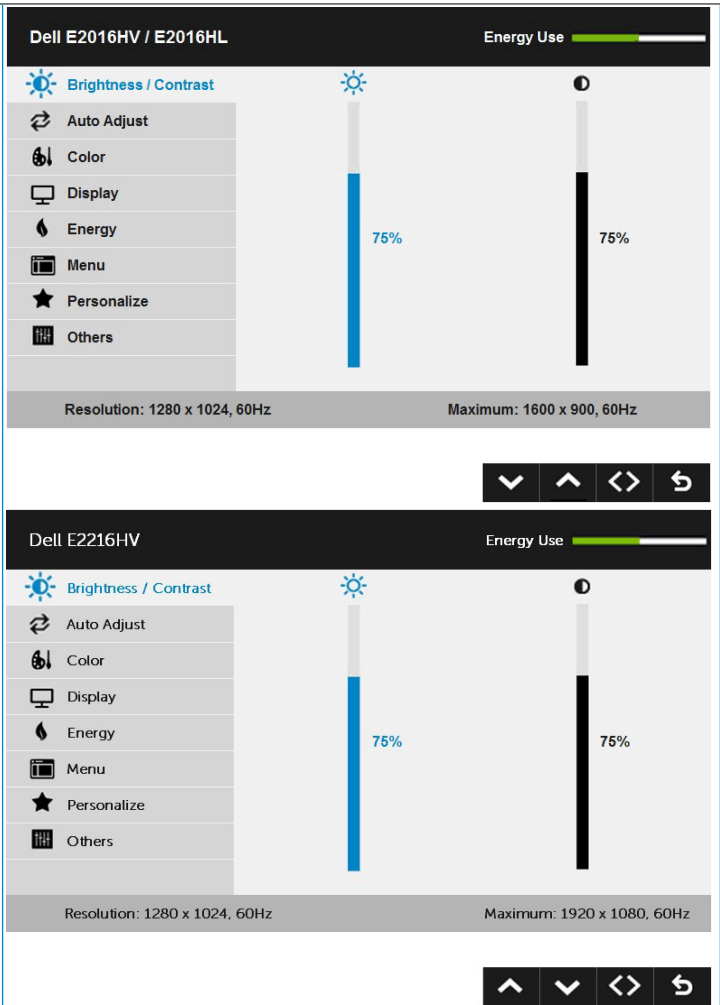 Dell E2016HV / E2016HL Energy Use
Brightness / Contrast
Auto Adjust
Color
Display
Energy
75% 75%
Menu
Personalize
Others
Resolution: 1280 x 1024, 60Hz Maximum: 1600 x 900, 60Hz
Dell E2216HV Energy Use
Brightness / Contrast
Auto Adjust
Color
Display
Energy
75% 75%
Menu
Personalize
Others
Resolution: 1280 x 1024, 60Hz Maximum: 1920 x 1080, 60Hz